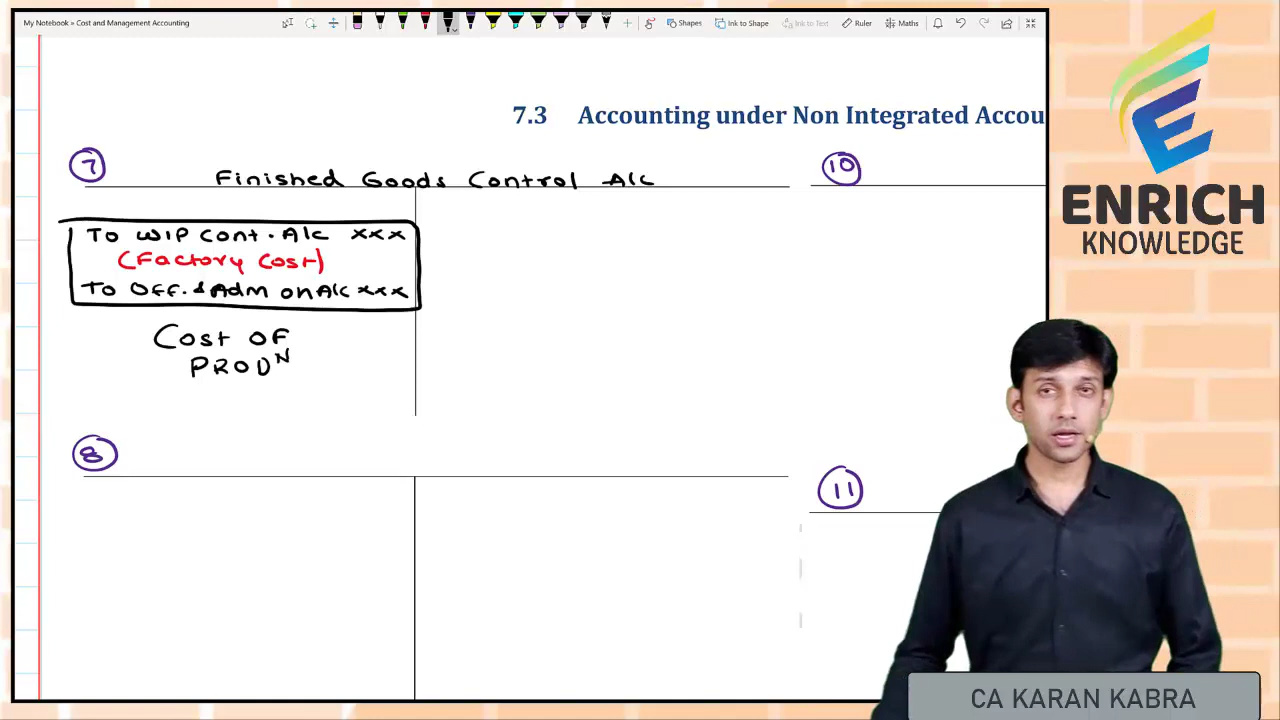 My Notebook > Cost and Management Accounting
Shapes
Ink to Shape
Ink to Text
Ruler
Maths
7.3 Accounting under Non Integrated Accou
7
Finished Goods Control A/c
10
To WIP Cont. A/c xxx
(Factory Cost)
To Off. & Adm OH A/c xxx
Cost OF
PROD N
8
11
ENRICH
KNOWLEDGE
CA KARAN KABRA